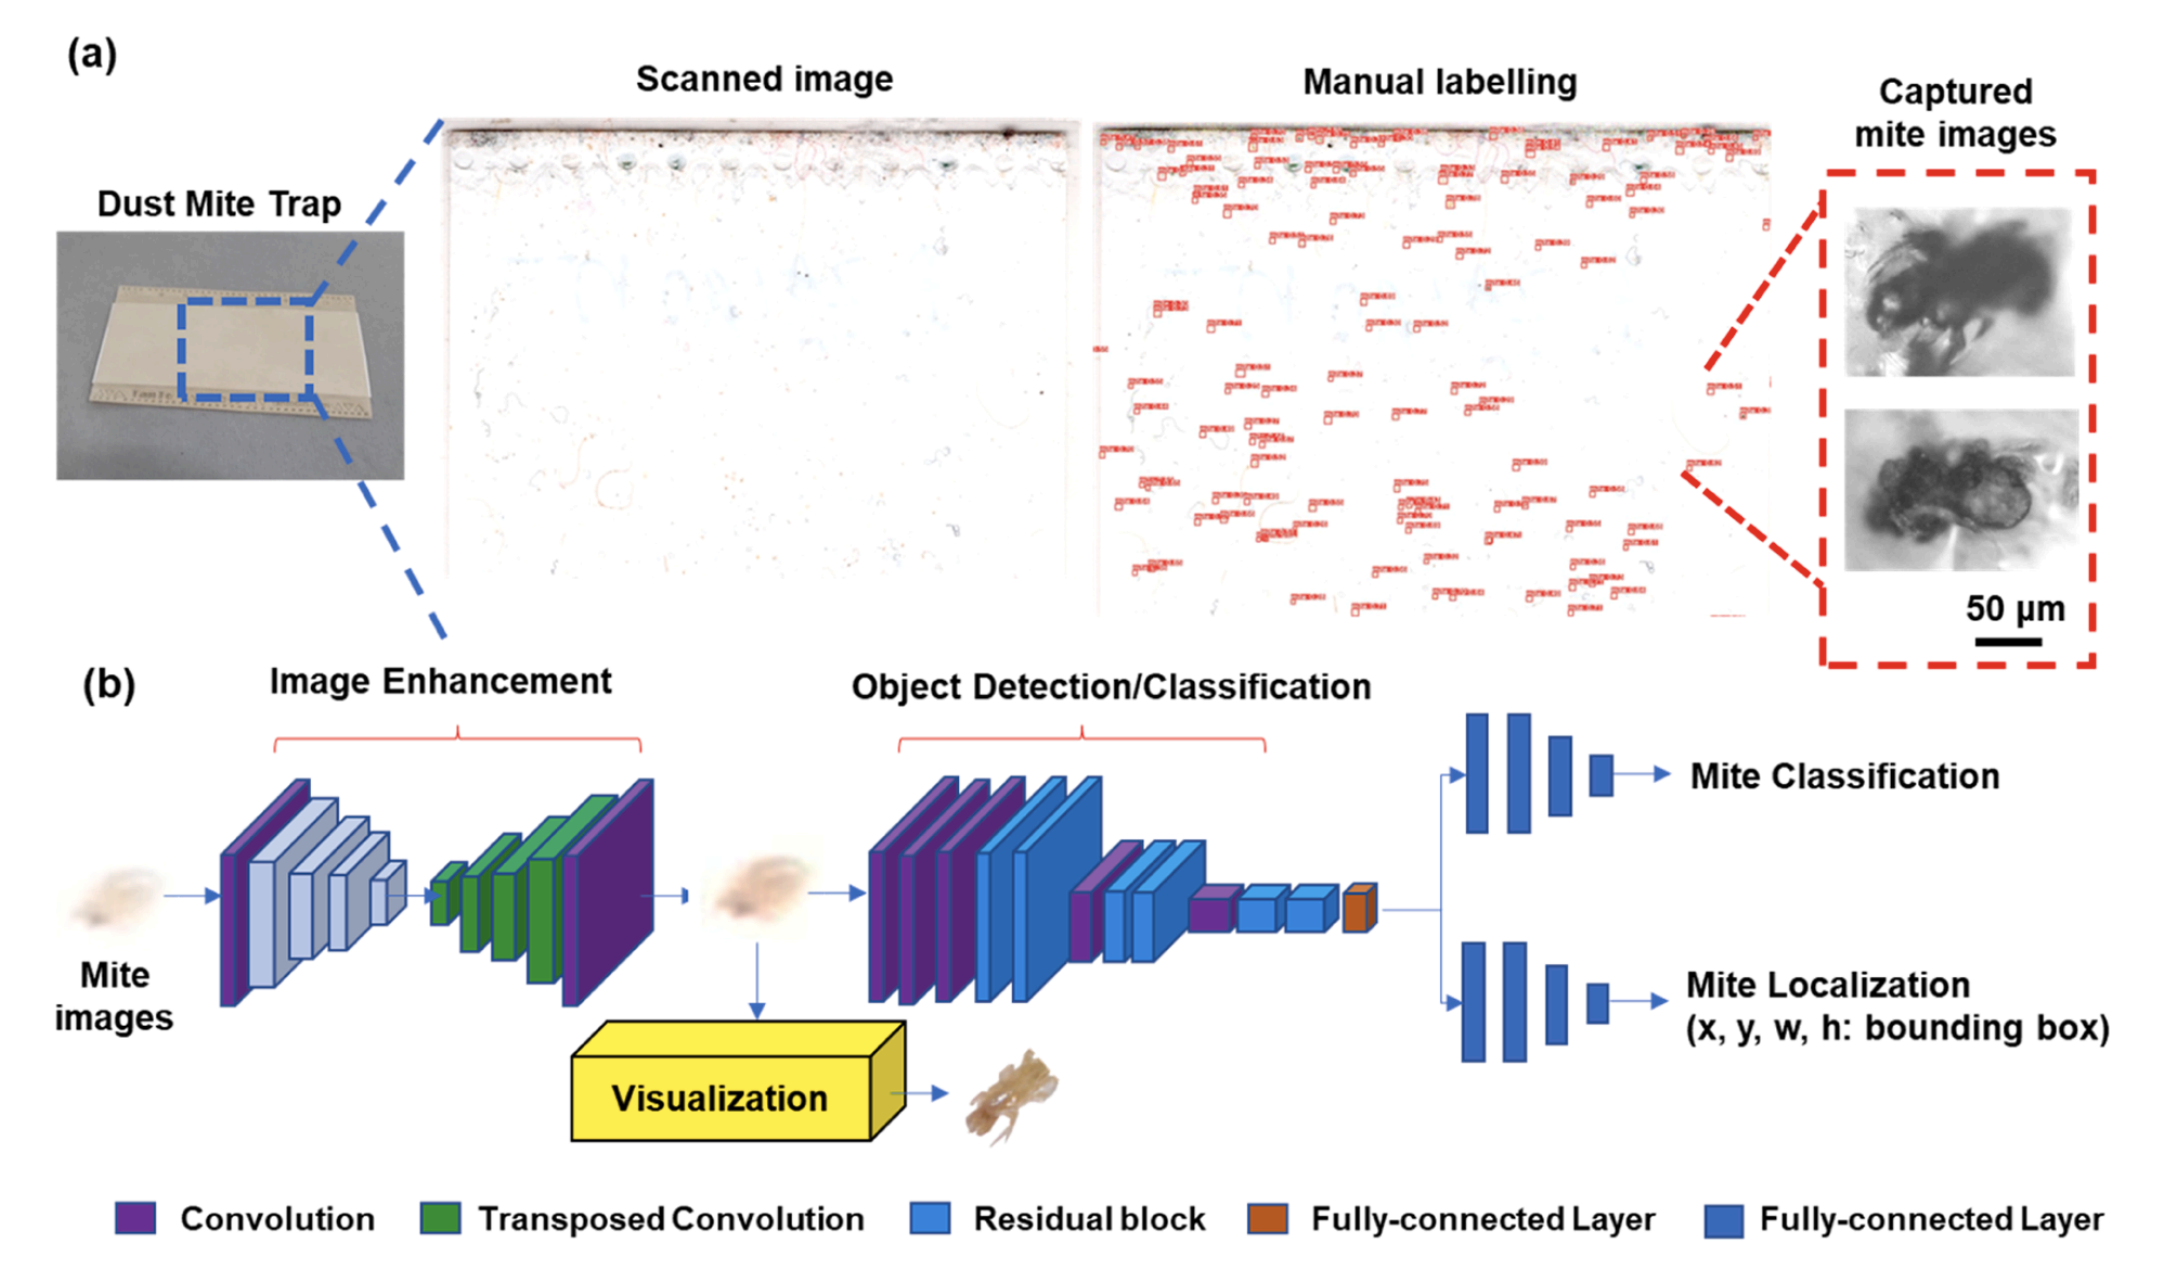 (a)
Scanned image
Manual labelling
Captured
mite images
Dust Mite Trap
50 µm
(b)
Image Enhancement
Object Detection/Classification
Mite Classification
Mite
images
Mite Localization
(x, y, w, h: bounding box)
Visualization
Convolution
Transposed Convolution
Residual block
Fully-connected Layer
Fully-connected Layer